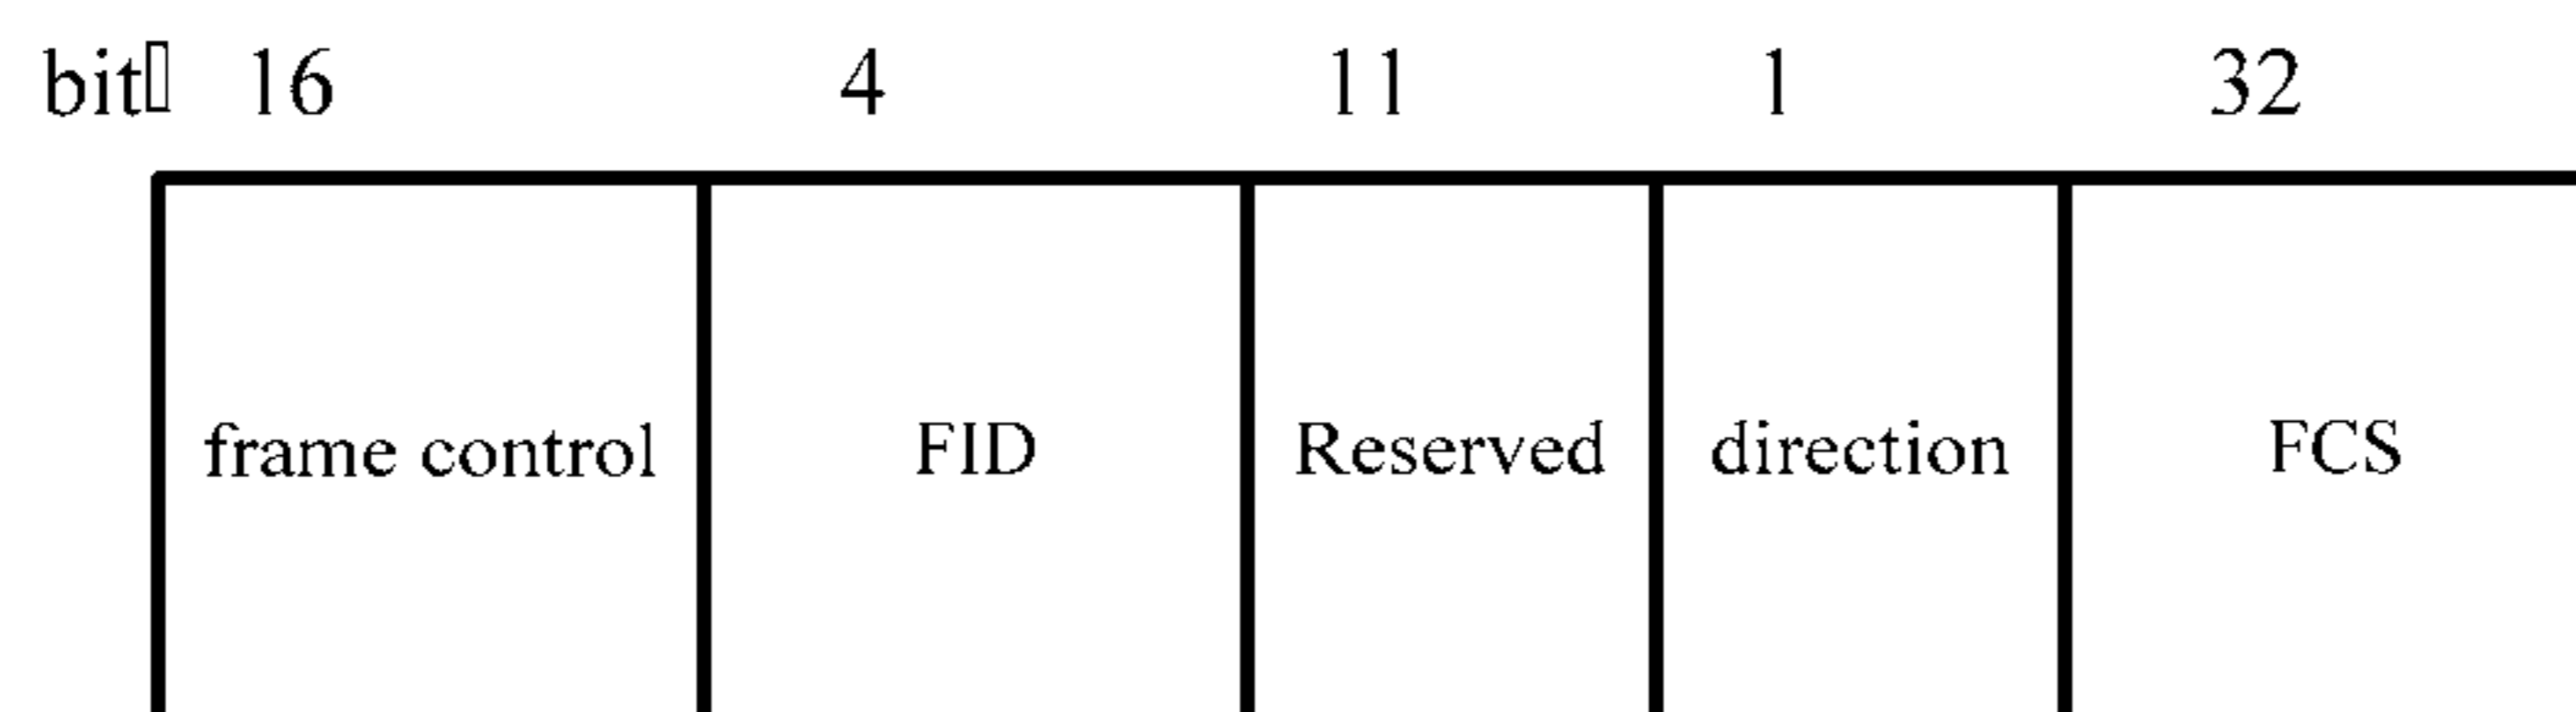 bit▯ 16 4 11 1 32
frame control FID Reserved direction FCS